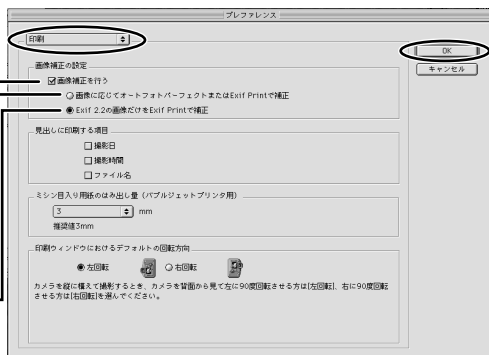 プレファレンス
印刷
OK
キャンセル
画像補正の設定
画像補正を行う
画像に応じてオートフォトパーフェクトまたはExif Printで補正
Exif 2.2の画像だけをExif Printで補正
見出しに印刷する項目
撮影日
撮影時間
ファイル名
ミシン目入り用紙のはみ出し量（バブルジェットプリンタ用）
3 mm
推奨値3mm
印刷ウィンドウにおけるデフォルトの回転方向
左回転 右回転
カメラを縦に構えて撮影するとき、カメラを背面から見て左に90度回転させる方は[左回転]、右に90度回転
させる方は[右回転]を選んでください。